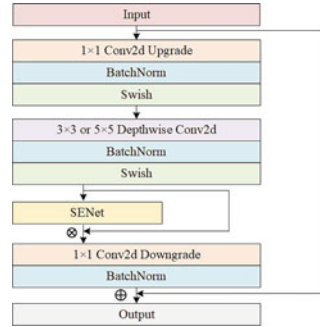 Input
1×1 Conv2d Upgrade
BatchNorm
Swish
3×3 or 5×5 Depthwise Conv2d
BatchNorm
Swish
SENet
⊗
1×1 Conv2d Downgrade
BatchNorm
⊕
Output